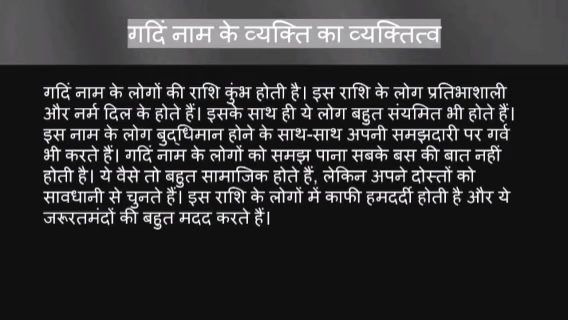 गदिं नाम के व्यक्ति का व्यक्तित्व
गदिं नाम के लोगों की राशि कुंभ होती है। इस राशि के लोग प्रतिभाशाली
और नर्म दिल के होते हैं। इसके साथ ही ये लोग बहुत संयमित भी होते हैं।
इस नाम के लोग बुद्धिमान होने के साथ-साथ अपनी समझदारी पर गर्व
भी करते हैं। गदिं नाम के लोगों को समझ पाना सबके बस की बात नहीं
होती है। ये वैसे तो बहुत सामाजिक होते हैं, लेकिन अपने दोस्तों को
सावधानी से चुनते हैं। इस राशि के लोगों में काफी हमदर्दी होती है और ये
जरूरतमंदों की बहुत मदद करते हैं।